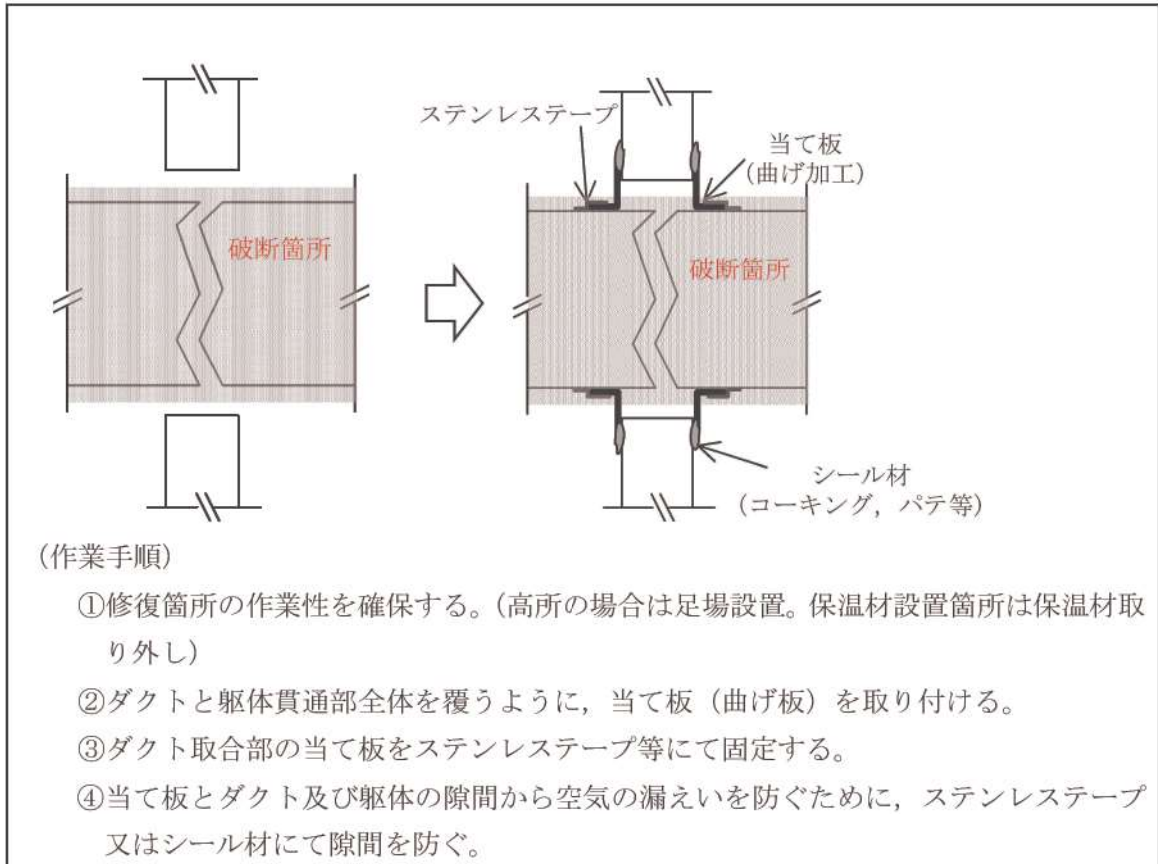 ステンレステープ
当て板
(曲げ加工)
破断箇所
破断箇所
シール材
(コーキング，パテ等)
(作業手順)
①修復箇所の作業性を確保する。(高所の場合は足場設置。保温材設置箇所は保温材取
り外し)
②ダクトと躯体貫通部全体を覆うように，当て板（曲げ板）を取り付ける。
③ダクト取合部の当て板をステンレステープ等にて固定する。
④当て板とダクト及び躯体の隙間から空気の漏えいを防ぐために，ステンレステープ
又はシール材にて隙間を防ぐ。